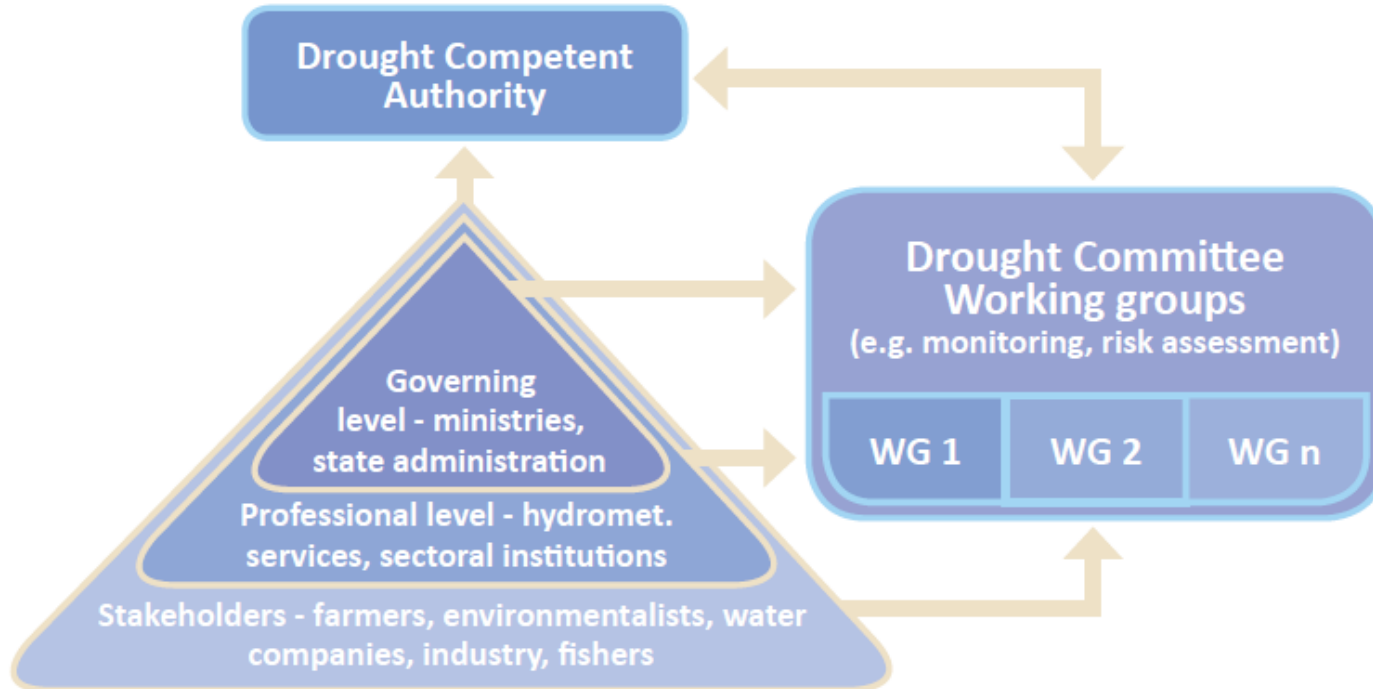 Drought Competent
Authority
Drought Committee
Working groups
(e.g. monitoring, risk assessment)
WG 1
WG 2
WG n
Governing
level - ministries,
state administration
Professional level - hydromet.
services, sectoral institutions
Stakeholders - farmers, environmentalists, water
companies, industry, fishers